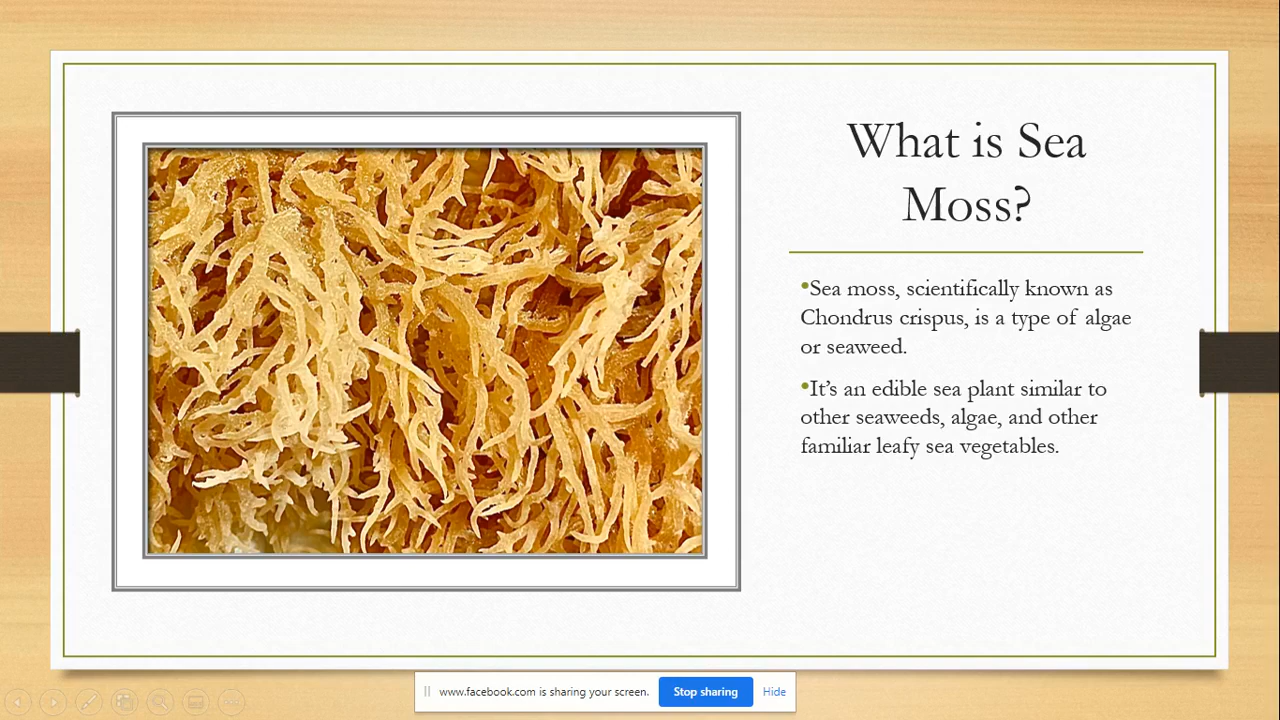 What is Sea
Moss?
•Sea moss, scientifically known as
Chondrus crispus, is a type of algae
or seaweed.
•It’s an edible sea plant similar to
other seaweeds, algae, and other
familiar leafy sea vegetables.
www.facebook.com is sharing your screen.
Stop sharing
Hide